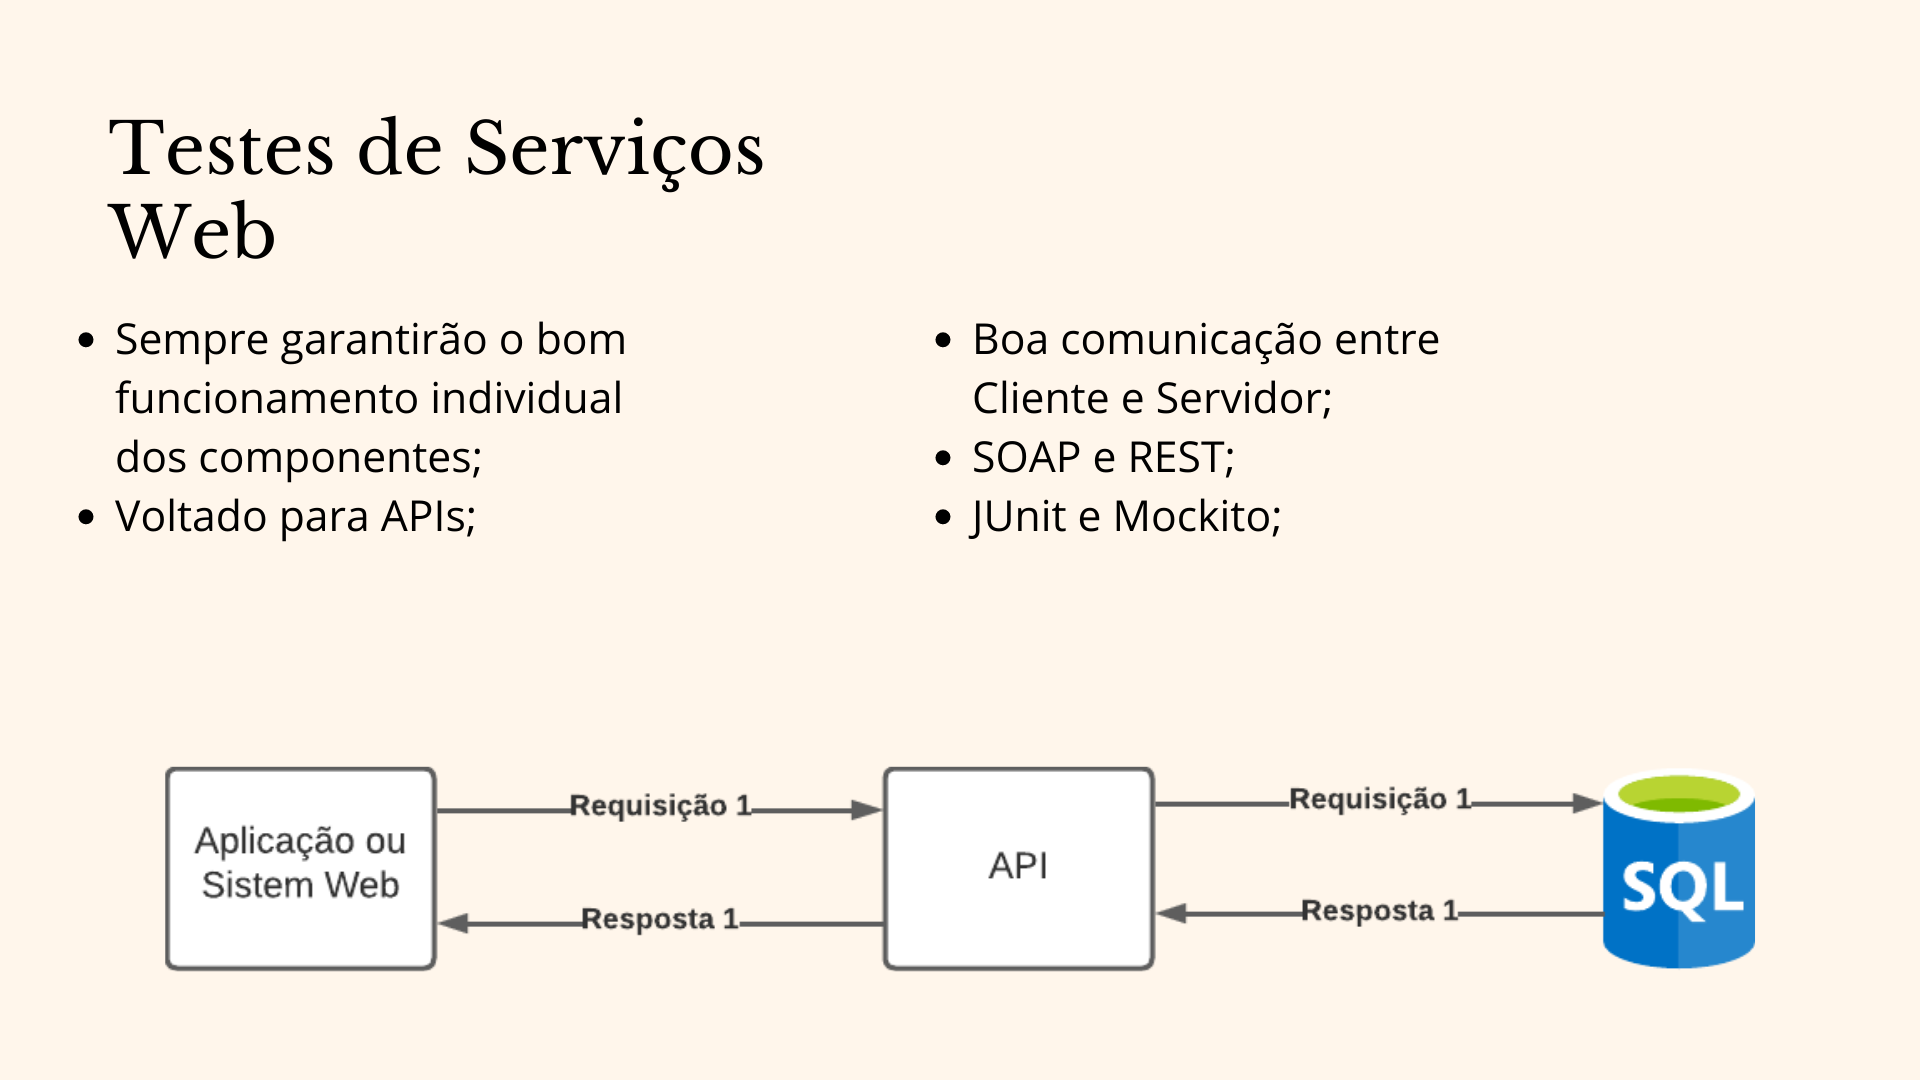 Testes de Serviços
Web
• Sempre garantirão o bom
funcionamento individual
dos componentes;
• Voltado para APIs;
• Boa comunicação entre
Cliente e Servidor;
• SOAP e REST;
• JUnit e Mockito;
Aplicação ou
Sistem Web
Requisição 1
Resposta 1
API
Requisição 1
Resposta 1
SQL